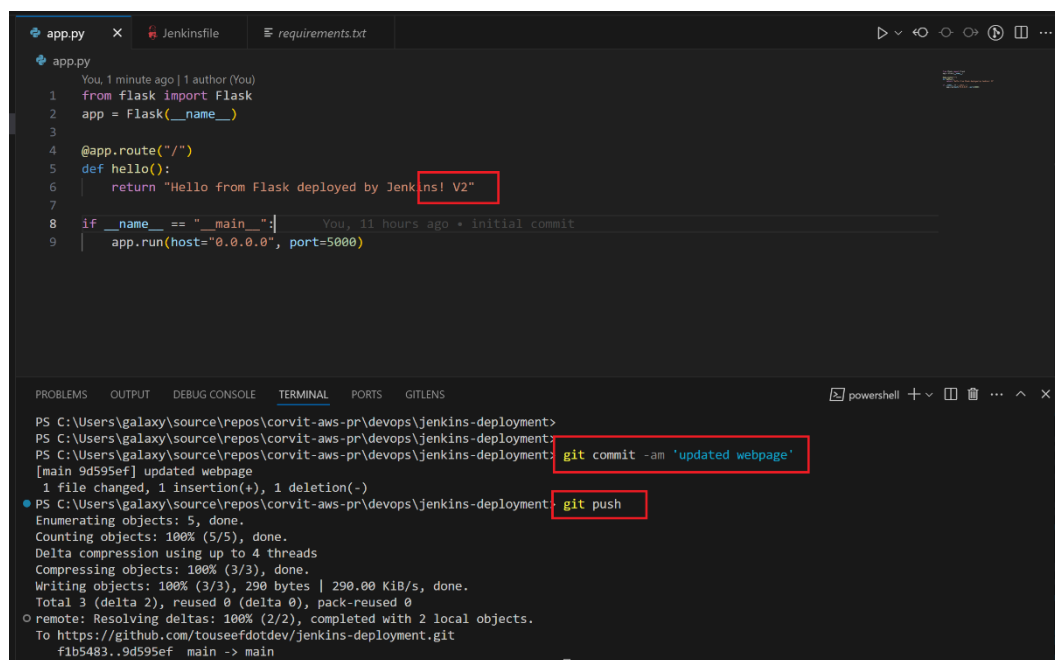 app.py Jenkinsfile requirements.txt
app.py
You, 1 minute ago | 1 author (You)
1 from flask import Flask
2 app = Flask(__name__)
3
4 @app.route("/")
5 def hello():
6 return "Hello from Flask deployed by Jenkins! V2"
7
8 if __name__ == "__main__": You, 11 hours ago • initial commit
9 app.run(host="0.0.0.0", port=5000)
PROBLEMS OUTPUT DEBUG CONSOLE TERMINAL PORTS GITLENS powershell
PS C:\Users\galaxy\source\repos\corvit-aws-pr\devops\jenkins-deployment>
PS C:\Users\galaxy\source\repos\corvit-aws-pr\devops\jenkins-deployment>
PS C:\Users\galaxy\source\repos\corvit-aws-pr\devops\jenkins-deployment> git commit -am 'updated webpage'
[main 9d595ef] updated webpage
1 file changed, 1 insertion(+), 1 deletion(-)
PS C:\Users\galaxy\source\repos\corvit-aws-pr\devops\jenkins-deployment> git push
Enumerating objects: 5, done.
Counting objects: 100% (5/5), done.
Delta compression using up to 4 threads
Compressing objects: 100% (3/3), done.
Writing objects: 100% (3/3), 290 bytes | 290.00 KiB/s, done.
Total 3 (delta 2), reused 0 (delta 0), pack-reused 0
remote: Resolving deltas: 100% (2/2), completed with 2 local objects.
To https://github.com/touseefdotdev/jenkins-deployment.git
f1b5483..9d595ef main -> main